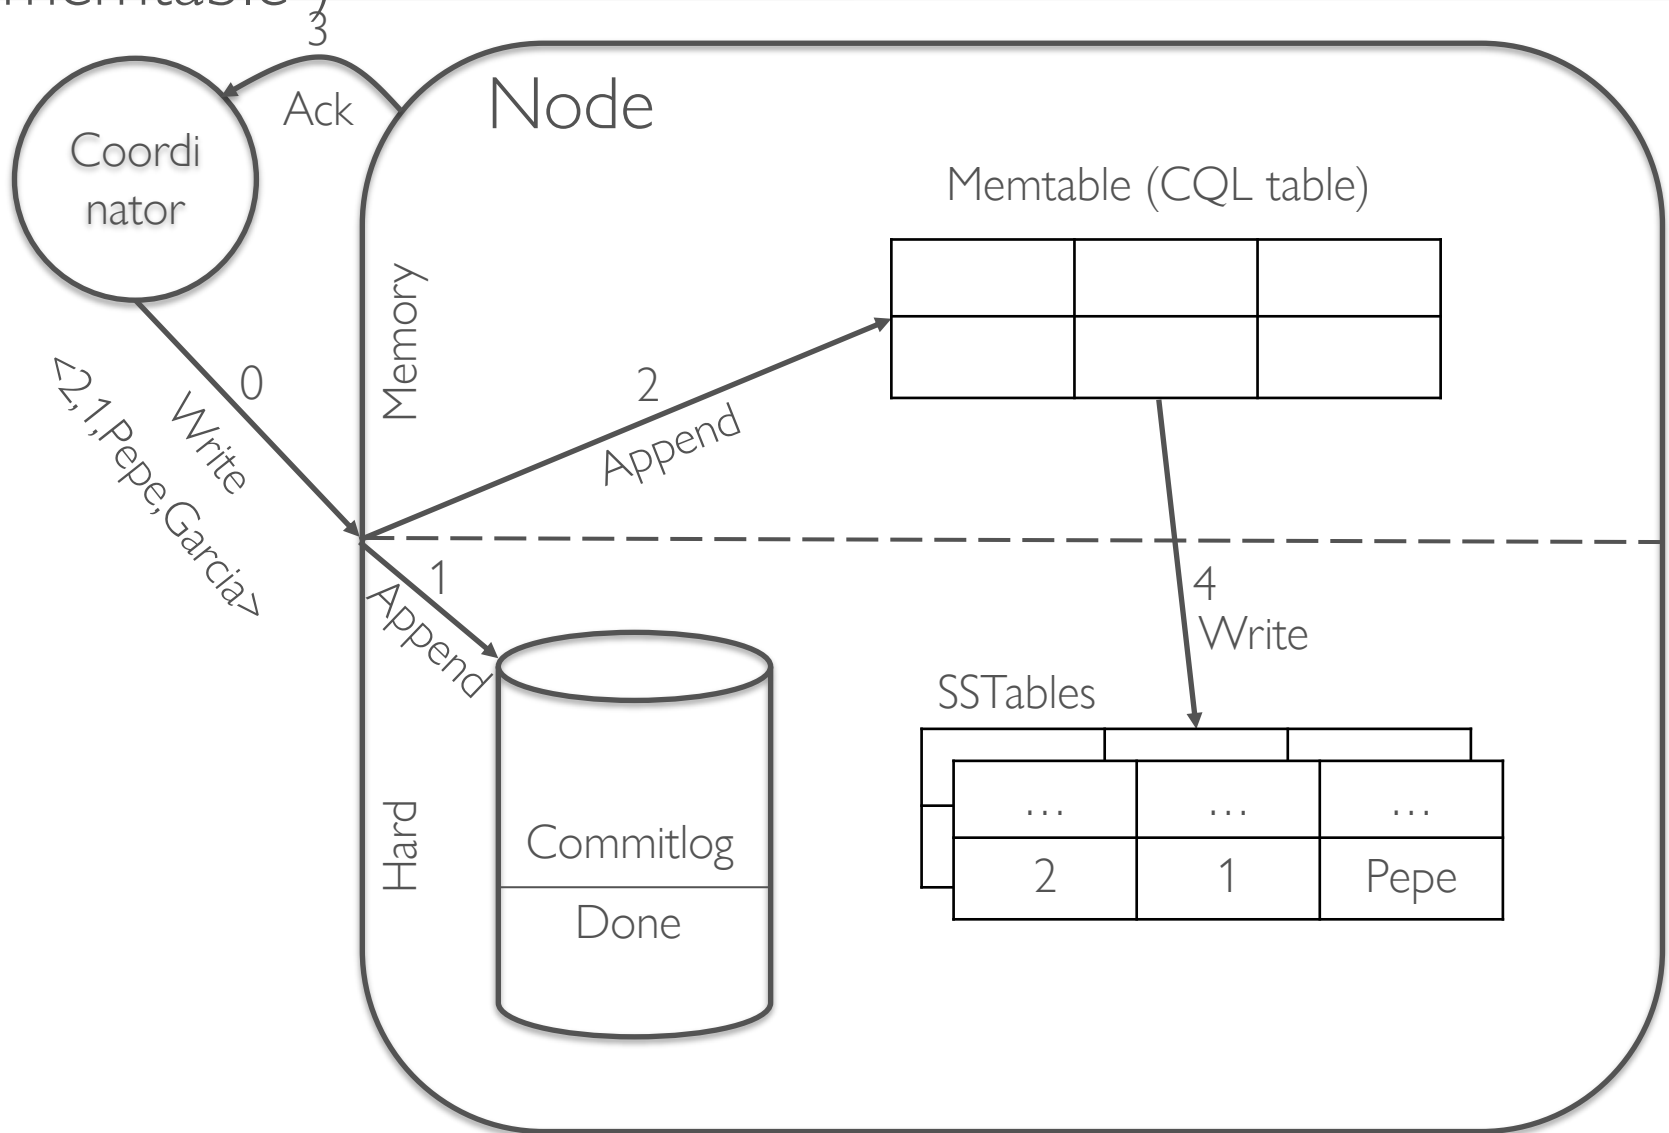 memtable )
3
Ack
Node
Coordi
nator
Memtable (CQL table)
Memory
0
Write
<2,1,Pepe,Garcia>
2
Append
1
Append
4
Write
SSTables
Hard
Commitlog
Done
... ... ...
2 1 Pepe